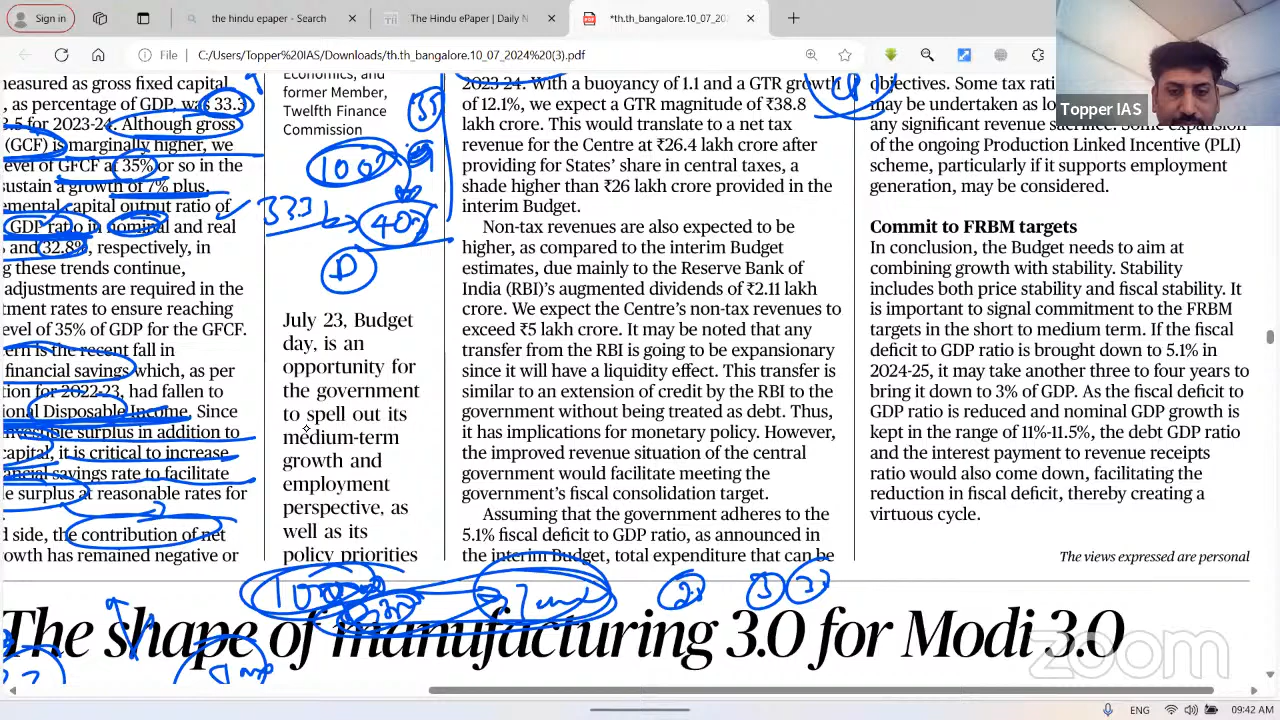 Sign in
the hindu epaper - Search
The Hindu ePaper | Daily N
*th.th_bangalore.10_07_202
File
C:/Users/Topper%20IAS/Downloads/th.th_bangalore.10_07_2024%20(3).pdf
Topper IAS
measured as gross fixed capital
, as percentage of GDP, was 33.3
3.5 for 2023-24. Although gross
(GCF) is marginally higher, we
level of GFCF at 35% or so in the
sustain a growth of 7% plus,
emental capital output ratio of
GDP ratio in nominal and real
and 32.8%, respectively, in
g these trends continue,
adjustments are required in the
tment rates to ensure reaching
evel of 35% of GDP for the GFCF.
ern is the recent fall in
financial savings which, as per
tion for 2022-23, had fallen to
ional Disposable Income. Since
investible surplus in addition to
capital, it is critical to increase
ancial savings rate to facilitate
e surplus at reasonable rates for
d side, the contribution of net
owth has remained negative or
Economics, and
former Member,
Twelfth Finance
Commission
35
100
333
400
D
July 23, Budget
day, is an
opportunity for
the government
to spell out its
medium-term
growth and
employment
perspective, as
well as its
policy priorities
2023-24. With a buoyancy of 1.1 and a GTR growth
of 12.1%, we expect a GTR magnitude of ₹38.8
lakh crore. This would translate to a net tax
revenue for the Centre at ₹26.4 lakh crore after
providing for States’ share in central taxes, a
shade higher than ₹26 lakh crore provided in the
interim Budget.
Non-tax revenues are also expected to be
higher, as compared to the interim Budget
estimates, due mainly to the Reserve Bank of
India (RBI)’s augmented dividends of ₹2.11 lakh
crore. We expect the Centre’s non-tax revenues to
exceed ₹5 lakh crore. It may be noted that any
transfer from the RBI is going to be expansionary
since it will have a liquidity effect. This transfer is
similar to an extension of credit by the RBI to the
government without being treated as debt. Thus,
it has implications for monetary policy. However,
the improved revenue situation of the central
government would facilitate meeting the
government’s fiscal consolidation target.
Assuming that the government adheres to the
5.1% fiscal deficit to GDP ratio, as announced in
the interim Budget, total expenditure that can be
objectives. Some tax rati
may be undertaken as lo
any significant revenue sacrifice. Some expansion
of the ongoing Production Linked Incentive (PLI)
scheme, particularly if it supports employment
generation, may be considered.
Commit to FRBM targets
In conclusion, the Budget needs to aim at
combining growth with stability. Stability
includes both price stability and fiscal stability. It
is important to signal commitment to the FRBM
targets in the short to medium term. If the fiscal
deficit to GDP ratio is brought down to 5.1% in
2024-25, it may take another three to four years to
bring it down to 3% of GDP. As the fiscal deficit to
GDP ratio is reduced and nominal GDP growth is
kept in the range of 11%-11.5%, the debt GDP ratio
and the interest payment to revenue receipts
ratio would also come down, facilitating the
reduction in fiscal deficit, thereby creating a
virtuous cycle.
The views expressed are personal
The shape of manufacturing 3.0 for Modi 3.0
zoom
ENG
09:42 AM